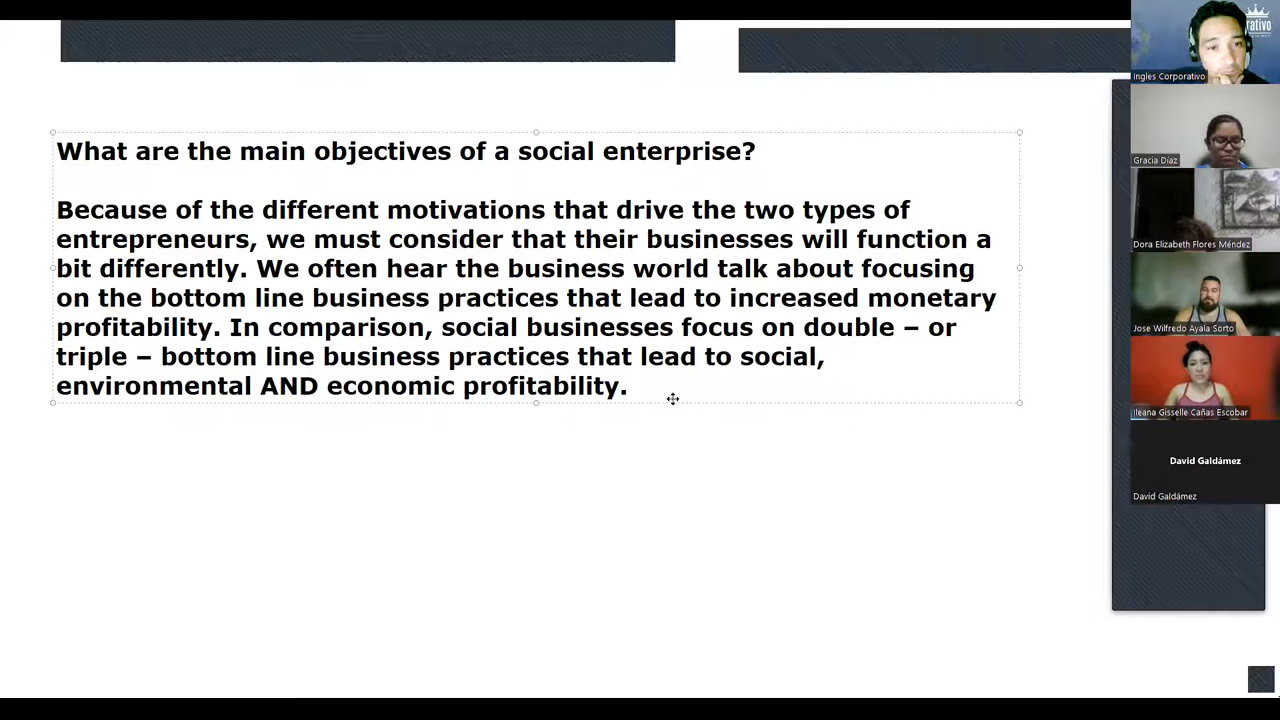 What are the main objectives of a social enterprise?
Because of the different motivations that drive the two types of
entrepreneurs, we must consider that their businesses will function a
bit differently. We often hear the business world talk about focusing
on the bottom line business practices that lead to increased monetary
profitability. In comparison, social businesses focus on double – or
triple – bottom line business practices that lead to social,
environmental AND economic profitability.
rativo
Ingles Corporativo
Gracia Díaz
Dora Elizabeth Flores Méndez
Jose Wilfredo Ayala Sorto
Ileana Gisselle Cañas Escobar
David Galdámez
David Galdámez